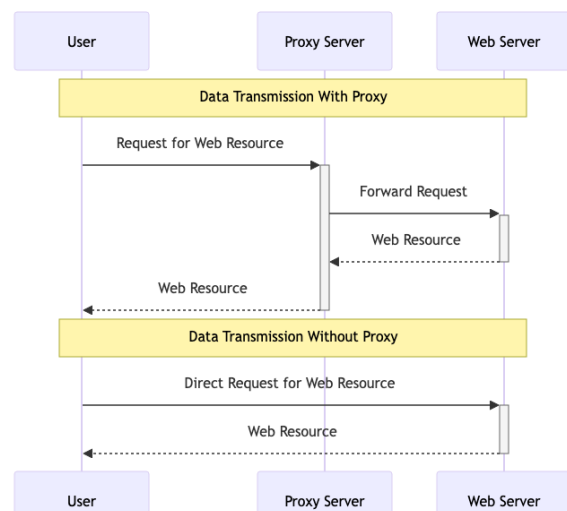 User
Proxy Server
Web Server
Data Transmission With Proxy
Request for Web Resource
Forward Request
Web Resource
Web Resource
Data Transmission Without Proxy
Direct Request for Web Resource
Web Resource
User
Proxy Server
Web Server